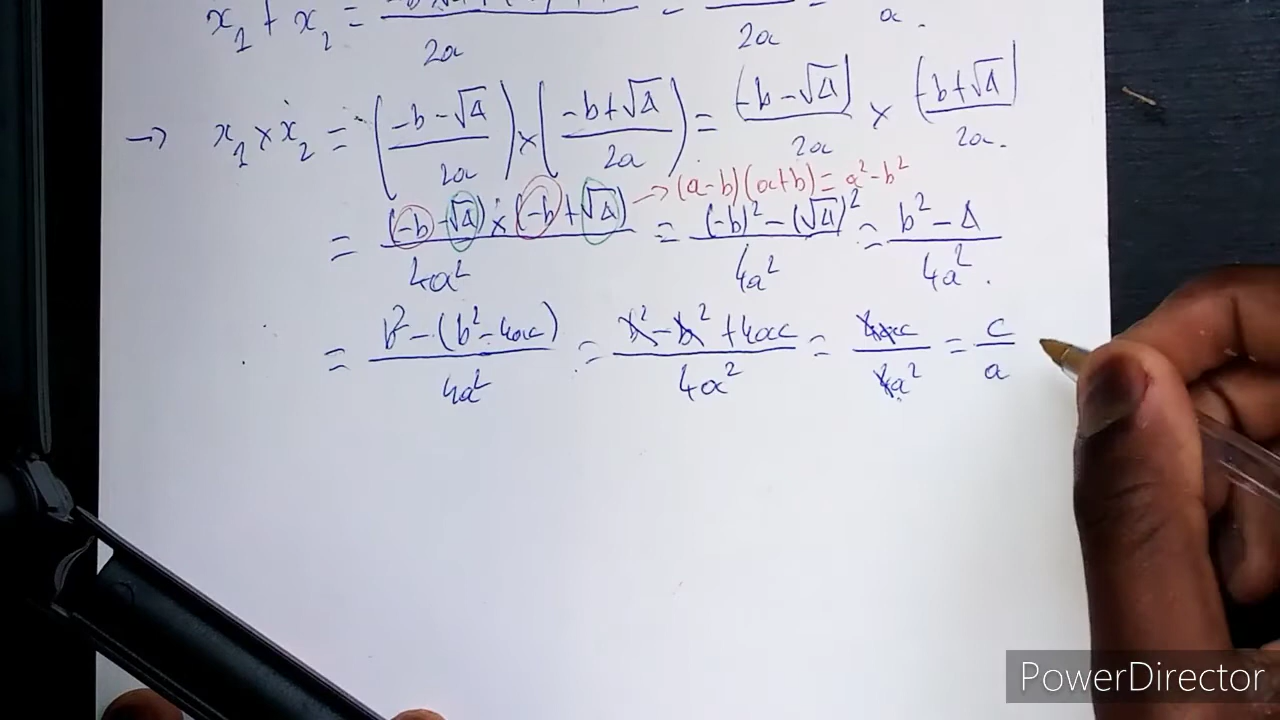 x₁ + x₂ = ――― / 2a = ――― / 2a = a.
→ x₁ × x₂ = ((-b - √Δ) / 2a) × ((-b + √Δ) / 2a) = (-b - √Δ) / 2a × (-b + √Δ) / 2a.
→ (a-b)(a+b) = a² - b²
= (-b - √Δ) × (-b + √Δ) / 4a² = (-b)² - (√Δ)² / 4a² = b² - Δ / 4a².
= b² - (b² - 4ac) / 4a² = b² - b² + 4ac / 4a² = 4ac / 4a² = c / a
PowerDirector